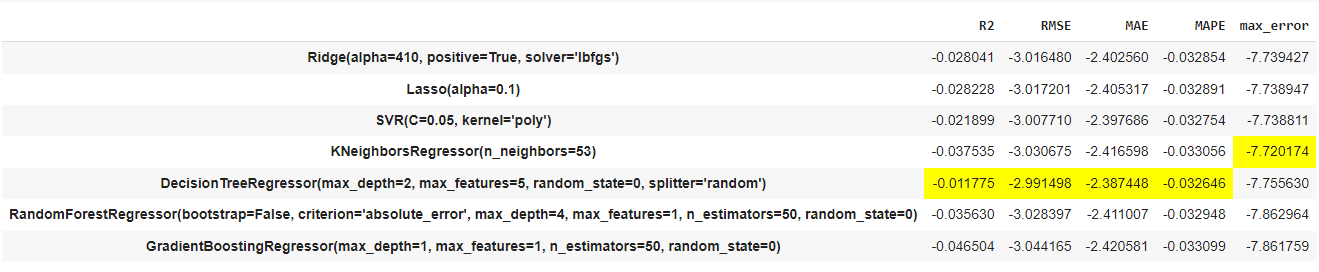 R2 RMSE MAE MAPE max_error
Ridge(alpha=410, positive=True, solver='lbfgs') -0.028041 -3.016480 -2.402560 -0.032854 -7.739427
Lasso(alpha=0.1) -0.028228 -3.017201 -2.405317 -0.032891 -7.738947
SVR(C=0.05, kernel='poly') -0.021899 -3.007710 -2.397686 -0.032754 -7.738811
KNeighborsRegressor(n_neighbors=53) -0.037535 -3.030675 -2.416598 -0.033056 -7.720174
DecisionTreeRegressor(max_depth=2, max_features=5, random_state=0, splitter='random') -0.011775 -2.991498 -2.387448 -0.032646 -7.755630
RandomForestRegressor(bootstrap=False, criterion='absolute_error', max_depth=4, max_features=1, n_estimators=50, random_state=0) -0.035630 -3.028397 -2.411007 -0.032948 -7.862964
GradientBoostingRegressor(max_depth=1, max_features=1, n_estimators=50, random_state=0) -0.046504 -3.044165 -2.420581 -0.033099 -7.861759